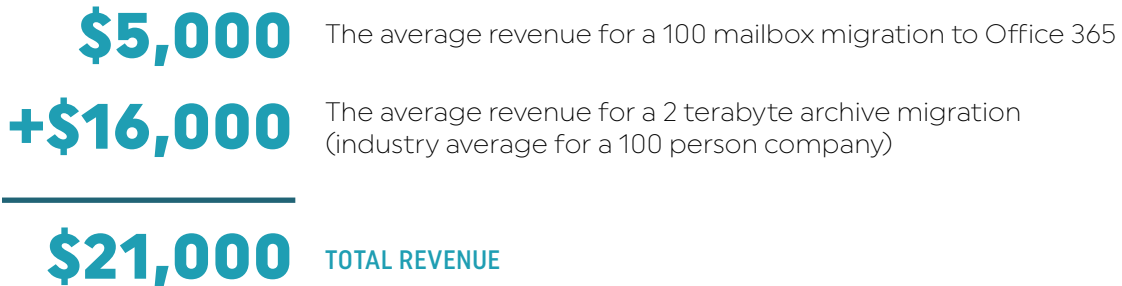 $5,000 The average revenue for a 100 mailbox migration to Office 365
+$16,000 The average revenue for a 2 terabyte archive migration
(industry average for a 100 person company)
$21,000 TOTAL REVENUE